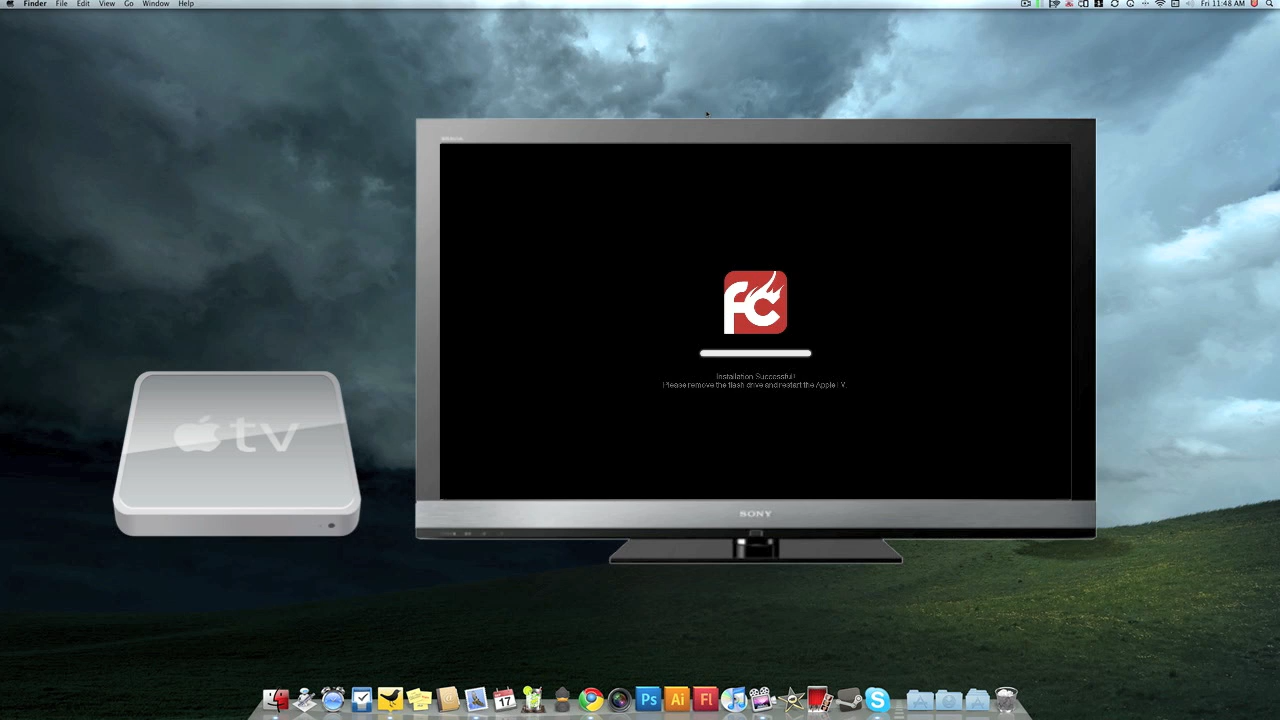 Finder File Edit View Go Window Help
Fri 11:48 AM
fc
Installation Successful!
Please remove the flash drive and restart the Apple TV.
tv
SONY
17
Ps
Ai
Fl